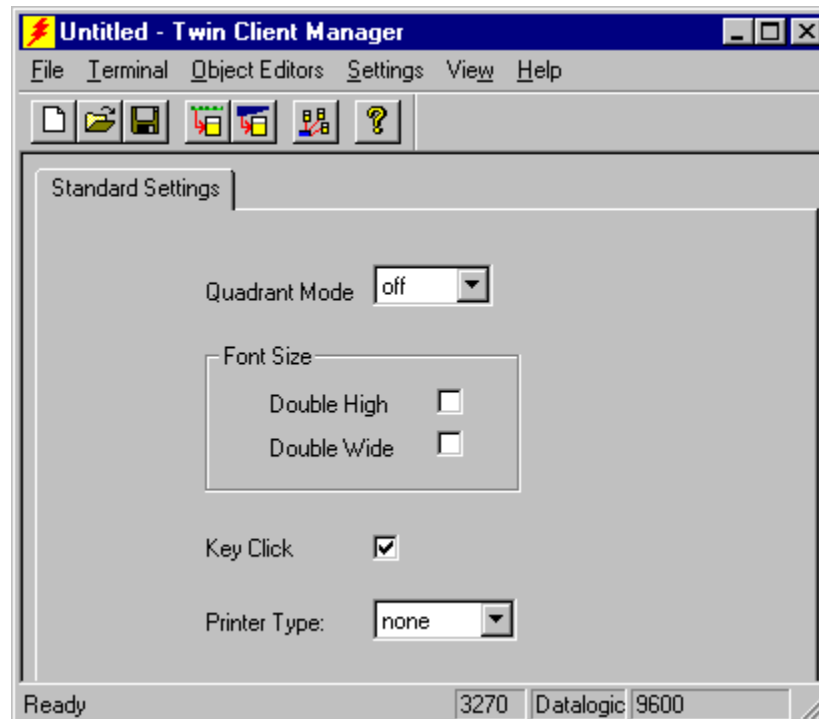 Untitled - Twin Client Manager
File Terminal Object Editors Settings View Help
Standard Settings
Quadrant Mode off
Font Size
Double High
Double Wide
Key Click
Printer Type: none
Ready 3270 Datalogic 9600